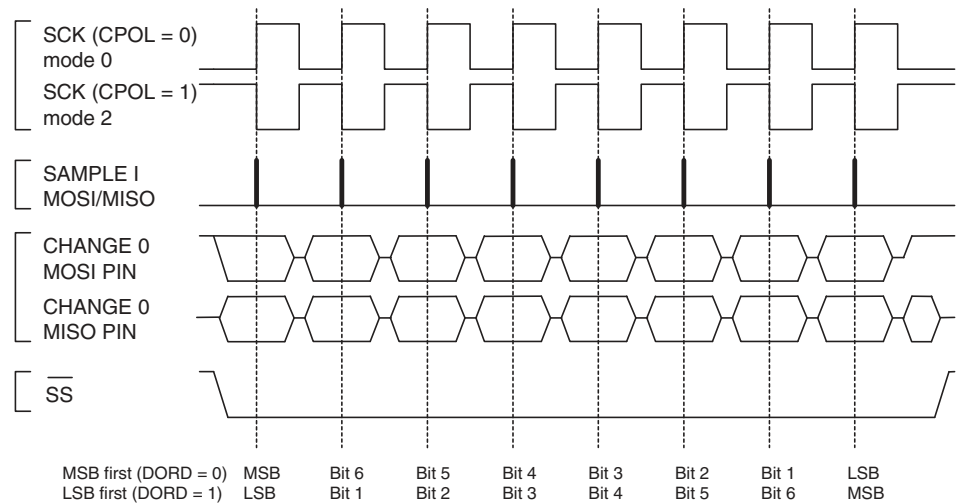 SCK (CPOL = 0)
mode 0
SCK (CPOL = 1)
mode 2
SAMPLE I
MOSI/MISO
CHANGE 0
MOSI PIN
CHANGE 0
MISO PIN
SS
MSB first (DORD = 0) MSB Bit 6 Bit 5 Bit 4 Bit 3 Bit 2 Bit 1 LSB
LSB first (DORD = 1) LSB Bit 1 Bit 2 Bit 3 Bit 4 Bit 5 Bit 6 MSB